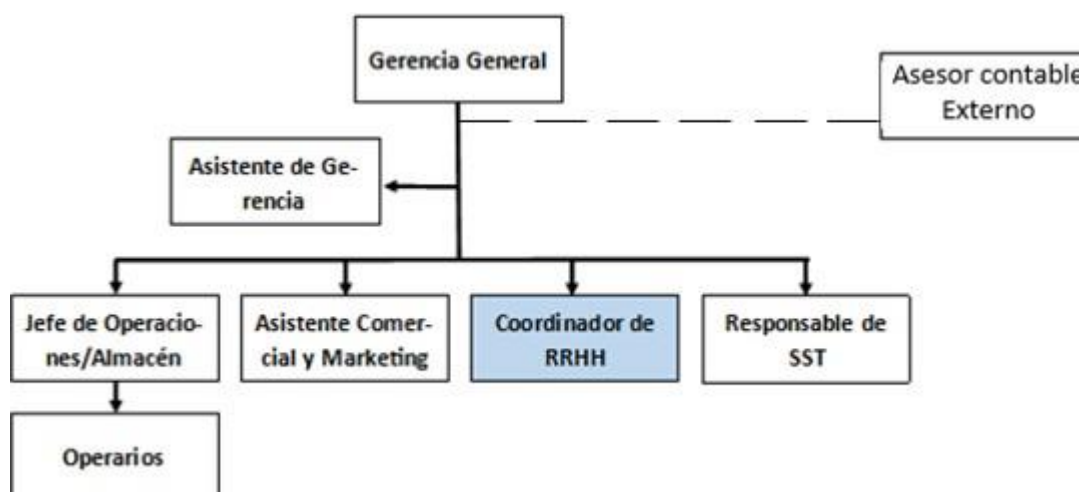 Gerencia General
Asesor contable
Externo
Asistente de Ge-
rencia
Jefe de Operacio-
nes/Almacén
Asistente Comer-
cial y Marketing
Coordinador de
RRHH
Responsable de
SST
Operarios